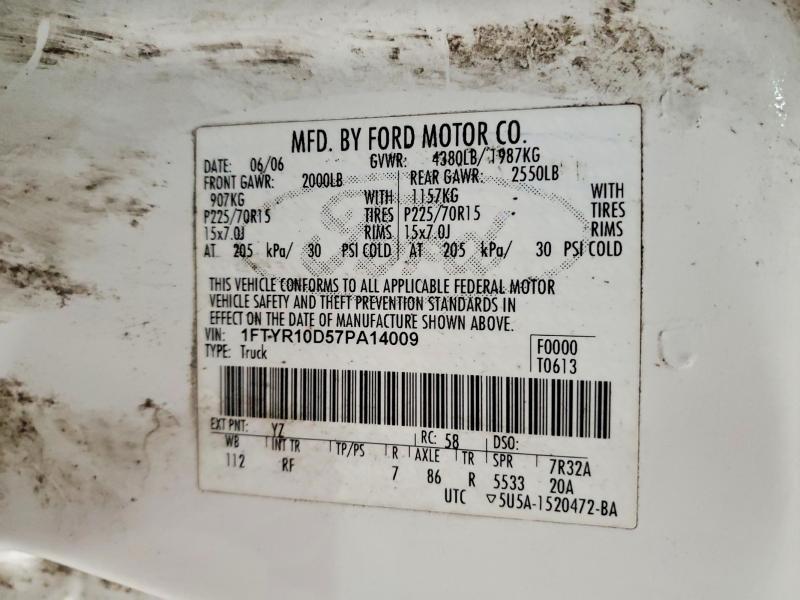 MFD. BY FORD MOTOR CO.
DATE: 06/06 GVWR: 4380LB/ 1987KG
FRONT GAWR: 2000LB REAR GAWR: 2550LB
907KG WITH 1157KG WITH
P225/70R15 TIRES P225/70R15 TIRES
15x7.0J RIMS 15x7.0J RIMS
AT 205 kPa/ 30 PSI COLD AT 205 kPa/ 30 PSI COLD
THIS VEHICLE CONFORMS TO ALL APPLICABLE FEDERAL MOTOR
VEHICLE SAFETY AND THEFT PREVENTION STANDARDS IN
EFFECT ON THE DATE OF MANUFACTURE SHOWN ABOVE.
VIN: 1FTYR10D57PA14009 F0000
TYPE: Truck T0613
EXT PNT: YZ RC: 58 DSO:
WB INT TR TP/PS R AXLE TR SPR 7R32A
112 RF 7 86 R 5533 20A
UTC ▽5U5A-1520472-BA